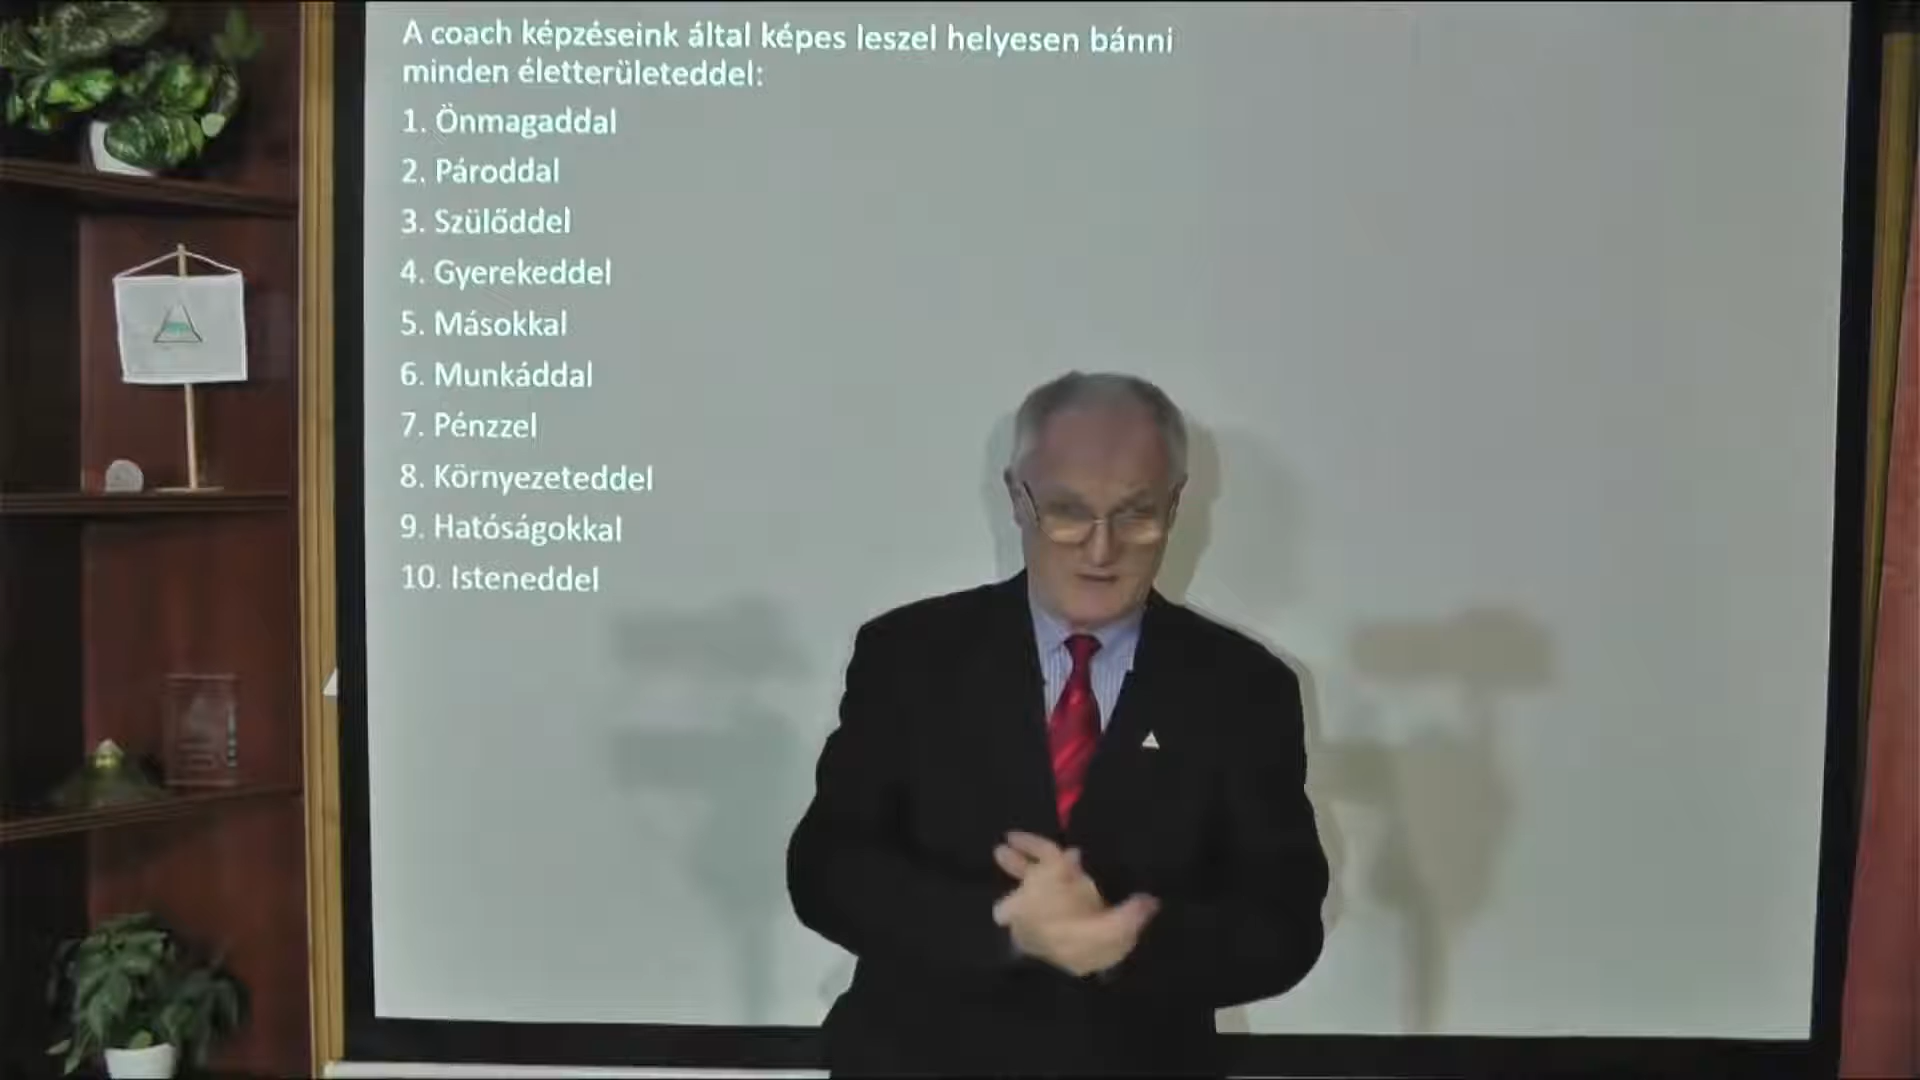 A coach képzéseink által képes leszel helyesen bánni
minden életterületeddel:
1. Önmagaddal
2. Pároddal
3. Szülőddel
4. Gyerekeddel
5. Másokkal
6. Munkáddal
7. Pénzzel
8. Környezeteddel
9. Hatóságokkal
10. Isteneddel